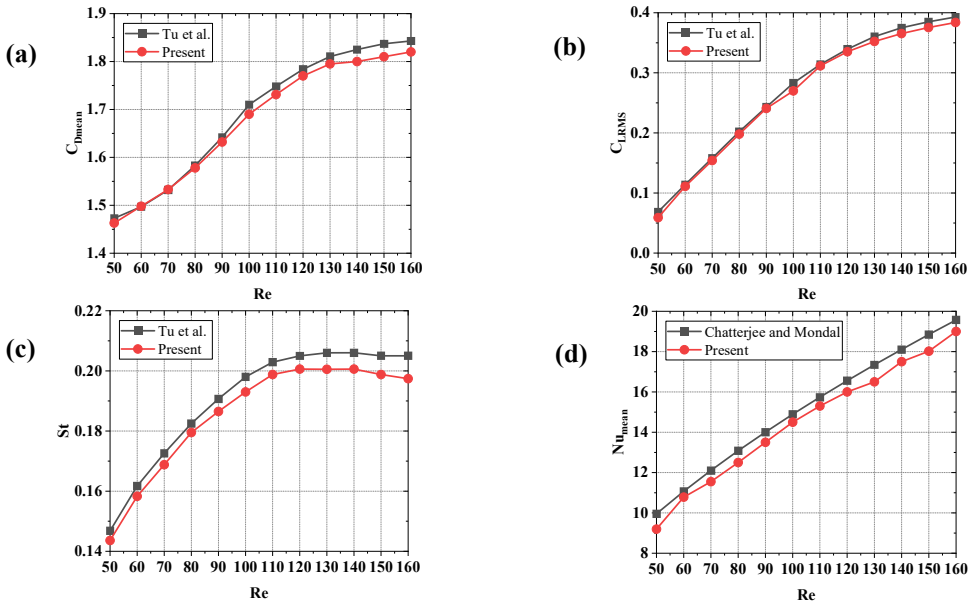 (a)
Tu et al.
Present
1.9
1.8
1.7
1.6
1.5
1.4
C_Dmean
50 60 70 80 90 100 110 120 130 140 150 160
Re
(b)
Tu et al.
Present
0.4
0.3
0.2
0.1
0.0
C_LRMS
50 60 70 80 90 100 110 120 130 140 150 160
Re
(c)
Tu et al.
Present
0.22
0.20
0.18
0.16
0.14
St
50 60 70 80 90 100 110 120 130 140 150 160
Re
(d)
Chatterjee and Mondal
Present
20
18
16
14
12
10
8
Nu_mean
50 60 70 80 90 100 110 120 130 140 150 160
Re